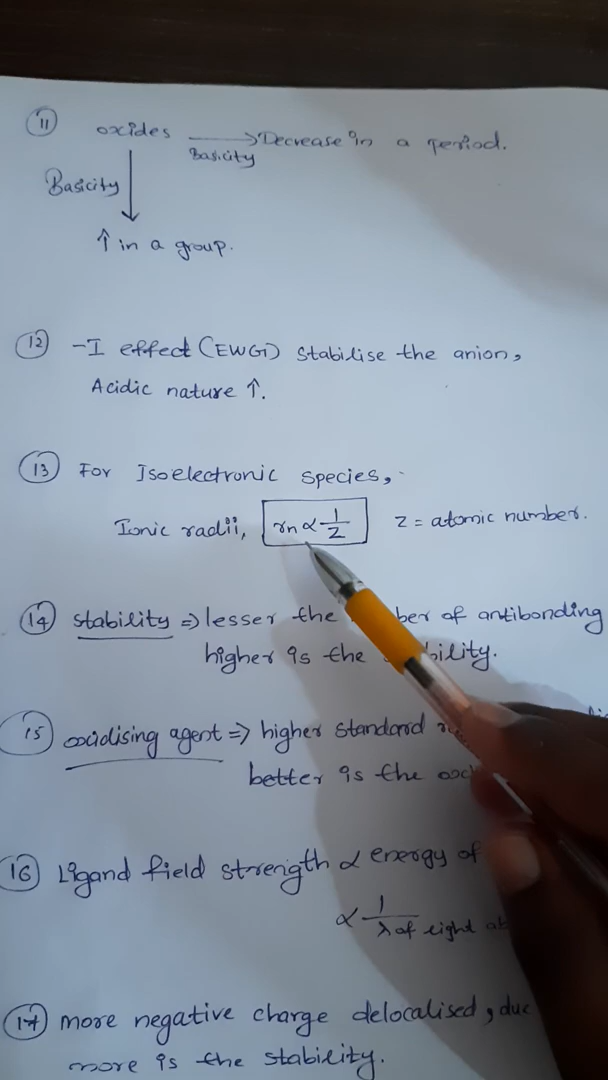 11 oxides Basicity → Decrease in a period.
Basicity ↓
↑ in a group.
12 -I effect (EWG) stabilise the anion,
Acidic nature ↑.
13 For Isoelectronic species,
Ionic radii, rn ∝ 1/Z Z = atomic number.
14 stability ⇒ lesser the of antibonding
higher is the
15 oxidising agent ⇒ higher standard
better is the
16 Ligand field strength ∝ energy of
∝ 1/λ of light
17 more negative charge delocalised, due
more is the stability.